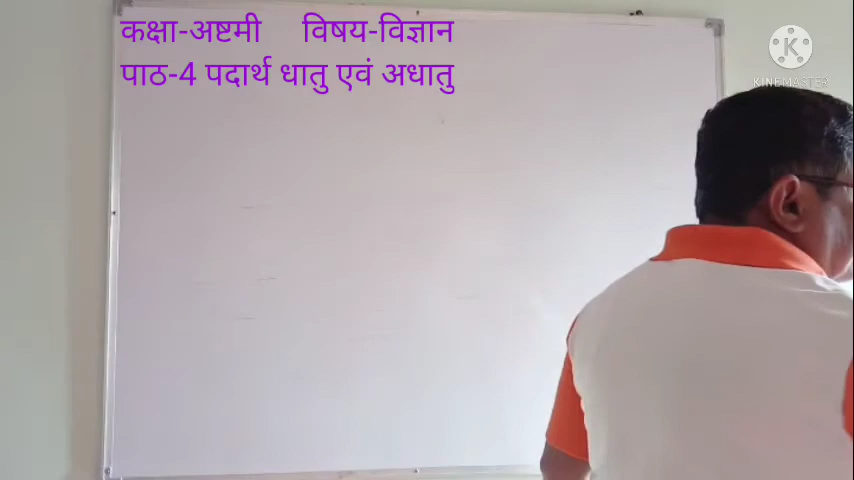 कक्षा-अष्टमी विषय-विज्ञान
पाठ-4 पदार्थ धातु एवं अधातु
K
KINEMASTER